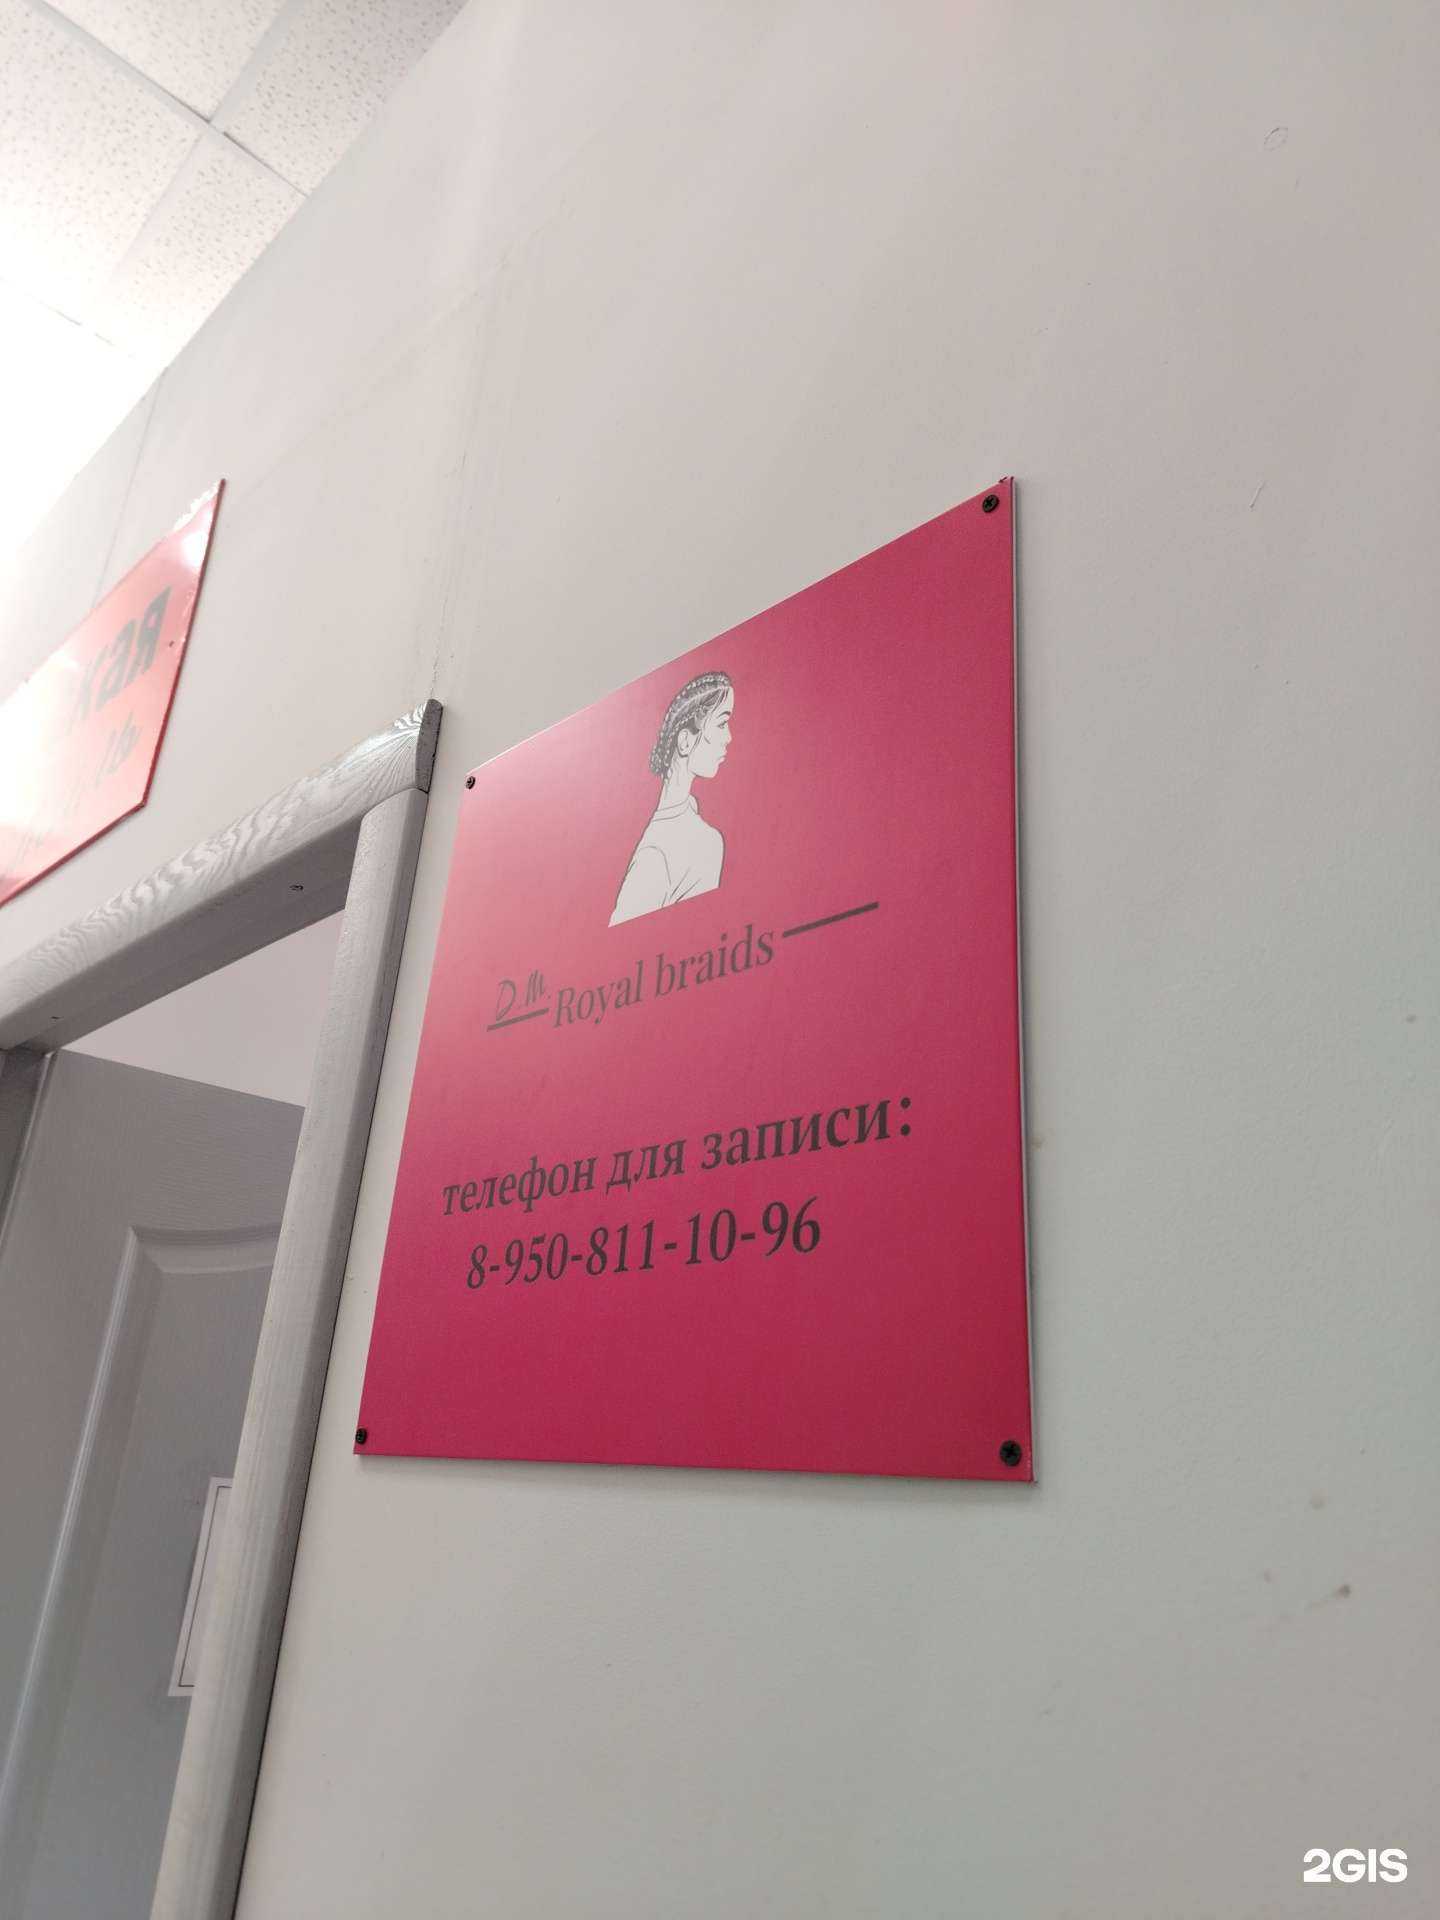 D.M. Royal braids
телефон для записи:
8-950-811-10-96
2GIS